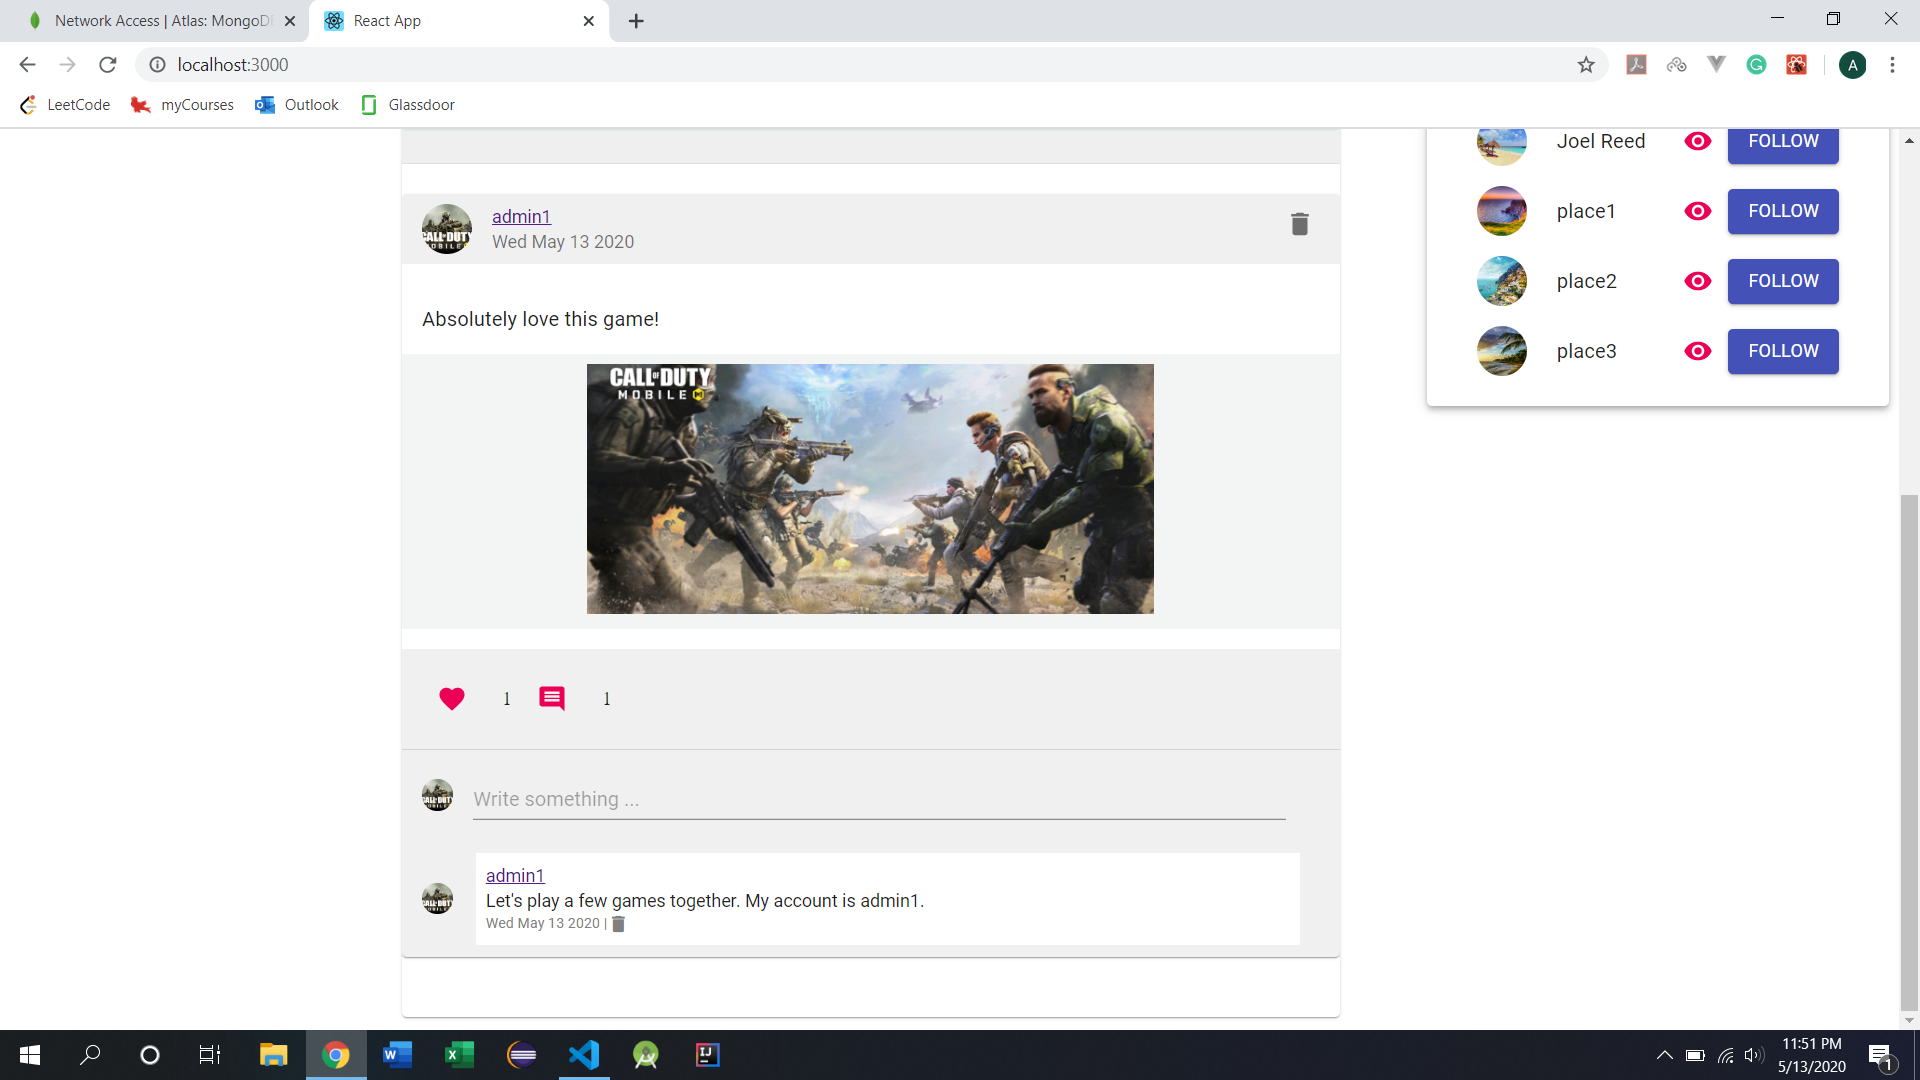 Network Access | Atlas: MongoD
React App
localhost:3000
A
LeetCode
myCourses
Outlook
Glassdoor
Joel Reed
FOLLOW
place1
FOLLOW
place2
FOLLOW
place3
FOLLOW
admin1
Wed May 13 2020
Absolutely love this game!
CALL OF DUTY
MOBILE
1
1
Write something ...
admin1
Let's play a few games together. My account is admin1.
Wed May 13 2020 |
11:51 PM
5/13/2020
1